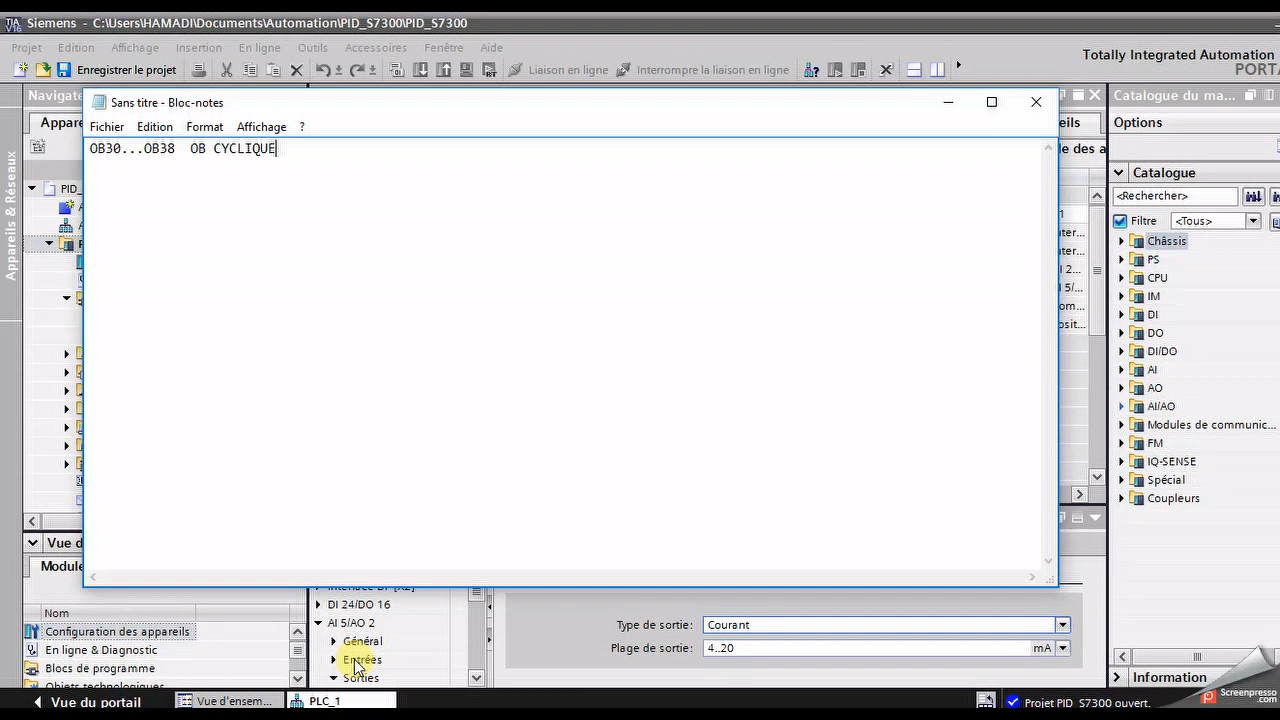 TIA V16 Siemens - C:\Users\HAMADI\Documents\Automation\PID_S7300\PID_S7300
Projet Edition Affichage Insertion En ligne Outils Accessoires Fenêtre Aide
Totally Integrated Automation
PORTA
Enregistrer le projet
Liaison en ligne
Interrompre la liaison en ligne
Navigate
Sans titre - Bloc-notes
Fichier Edition Format Affichage ?
OB30...OB38 OB CYCLIQUE
Appareils & Réseaux
PID_
Catalogue du ma...
Options
Catalogue
<Rechercher>
Filtre <Tous>
Châssis
PS
CPU
IM
DI
DO
DI/DO
AI
AO
AI/AO
Modules de communic...
FM
IQ-SENSE
Spécial
Coupleurs
Information
Vue d
Module
Nom
Configuration des appareils
En ligne & Diagnostic
Blocs de programme
Objets technologiques
DI 24/DO 16
AI 5/AO 2
Général
Entrées
Sorties
Type de sortie: Courant
Plage de sortie: 4..20 mA
Vue du portail
Vue d'ensem...
PLC_1
Projet PID_S7300 ouvert.
Screenpresso
.com